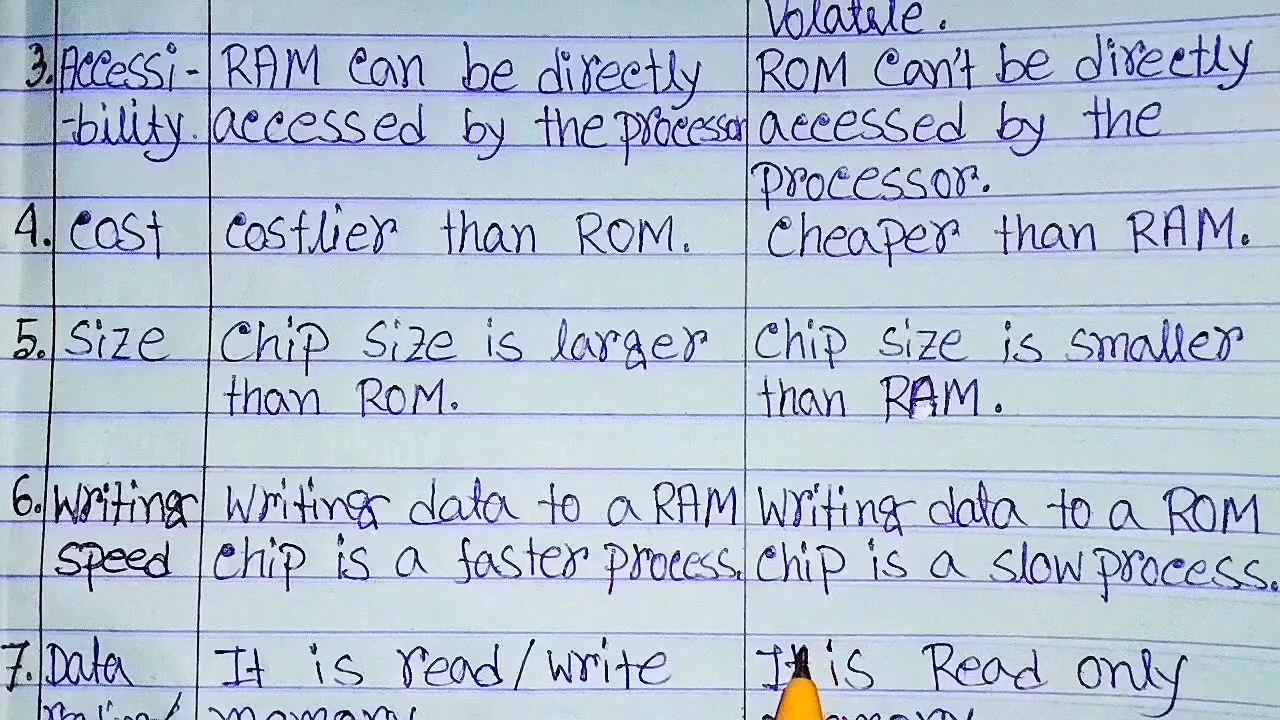 Volatile.
3. Accessi- RAM can be directly ROM can't be directly
-bility. accessed by the processor accessed by the
processor.
4. Cost Costlier than ROM. Cheaper than RAM.
5. Size Chip size is larger Chip size is smaller
than ROM. than RAM.
6. Writing Writing data to a RAM Writing data to a ROM
speed chip is a faster process. chip is a slow process.
7. Data It is read/write It is Read only